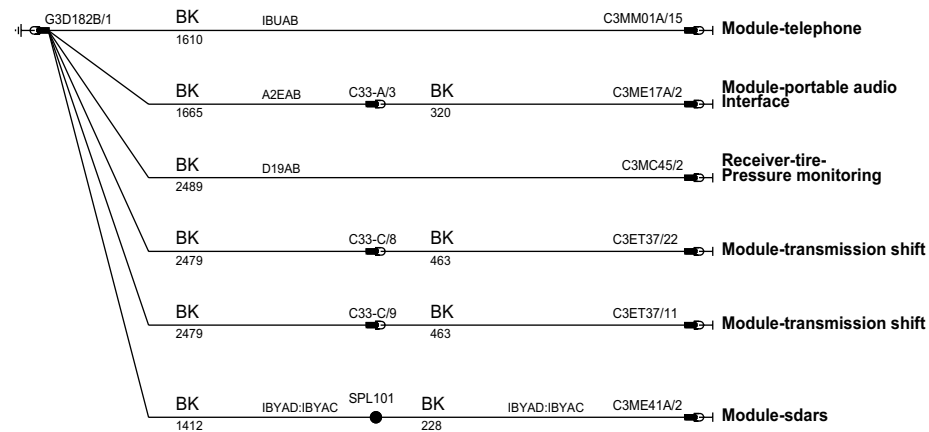 G3D182B/1 BK IBUAB C3MM01A/15 Module-telephone
1610
BK A2EAB C33-A/3 BK C3ME17A/2 Module-portable audio
Interface
1665 320
BK D19AB C3MC45/2 Receiver-tire-
Pressure monitoring
2489
BK C33-C/8 BK C3ET37/22 Module-transmission shift
2479 463
BK C33-C/9 BK C3ET37/11 Module-transmission shift
2479 463
BK IBYAD:IBYAC SPL101 BK IBYAD:IBYAC C3ME41A/2 Module-sdars
1412 228